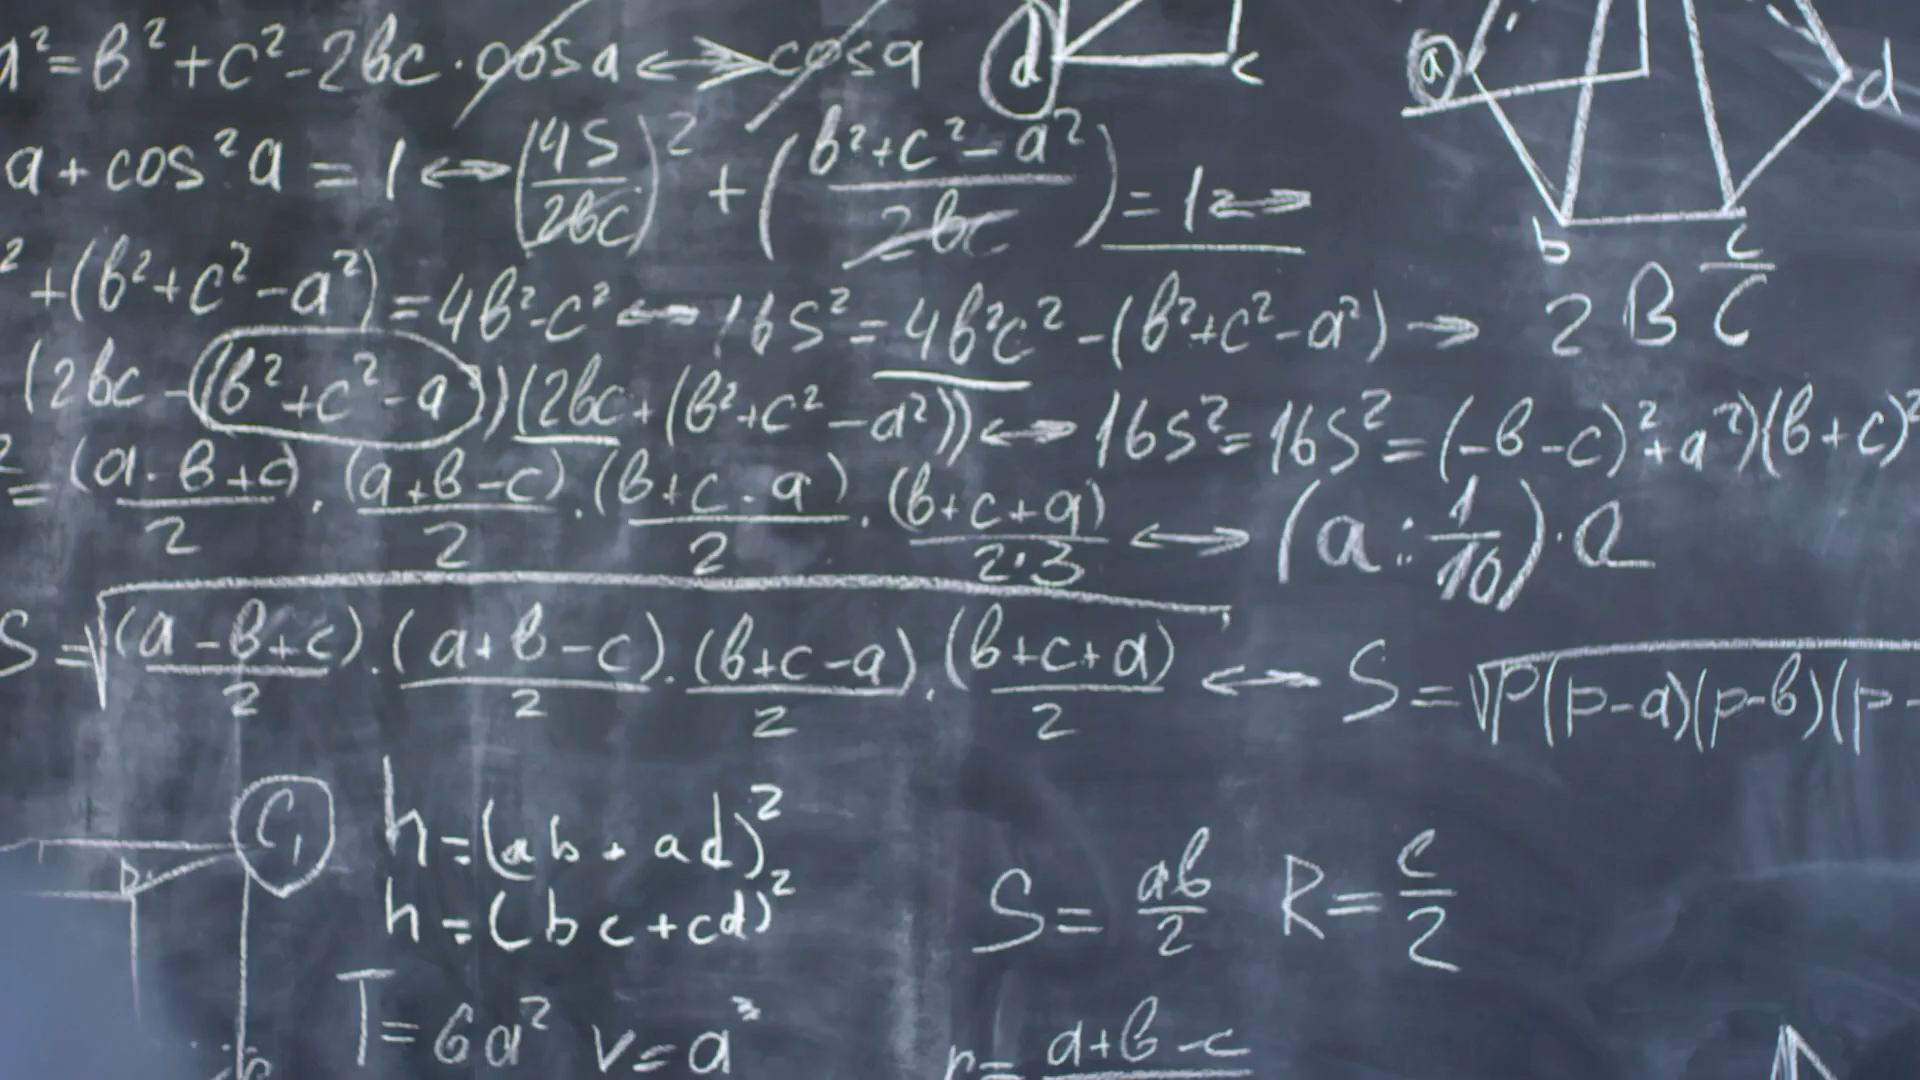 a²=b²+c²-2bc·cosa↔cosa
d
c
a
d
a+cos²a=1↔(4S/2bc)²+(b²+c²-a²/2bc)=1↔
b
c
²+(b²+c²-a²)=4b²-c²↔16S²=4b²c²-(b²+c²-a²)→
2 B C
(2bc-(b²+c²-a))(2bc+(b²+c²-a²))↔16S²=16S²=(-b-c)²+a²)(b+c)²
²=(a-b+c)/2·(a+b-c)/2·(b+c-a)/2·(b+c+a)/2·3↔(a:1/10)·a
S=√(a-b+c)/2·(a+b-c)/2·(b+c-a)/2·(b+c+a)/2↔S=√p(p-a)(p-b)(p-
C₁
h=(ab+ad)²
h=(bc+cd)²
S=ab/2 R=c/2
T=6a² v=a³
r=a+b-c